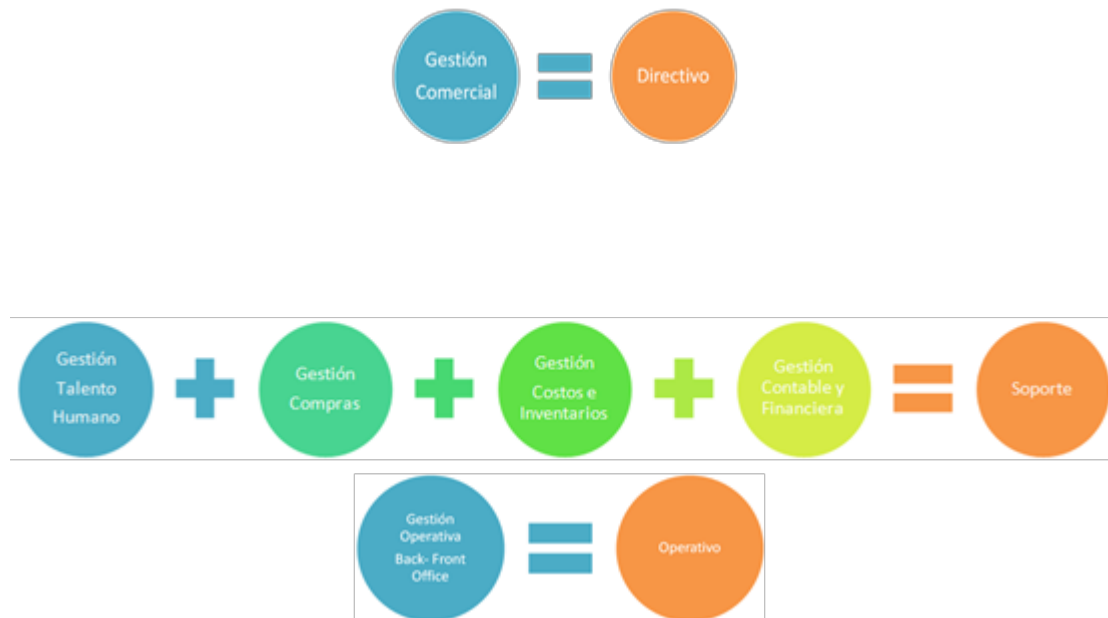 Gestión
Comercial
Directivo
Gestión
Talento
Humano
Gestión
Compras
Gestión
Costos e
Inventarios
Gestión
Contable y
Financiera
Soporte
Gestión
Operativa
Back- Front
Office
Operativo